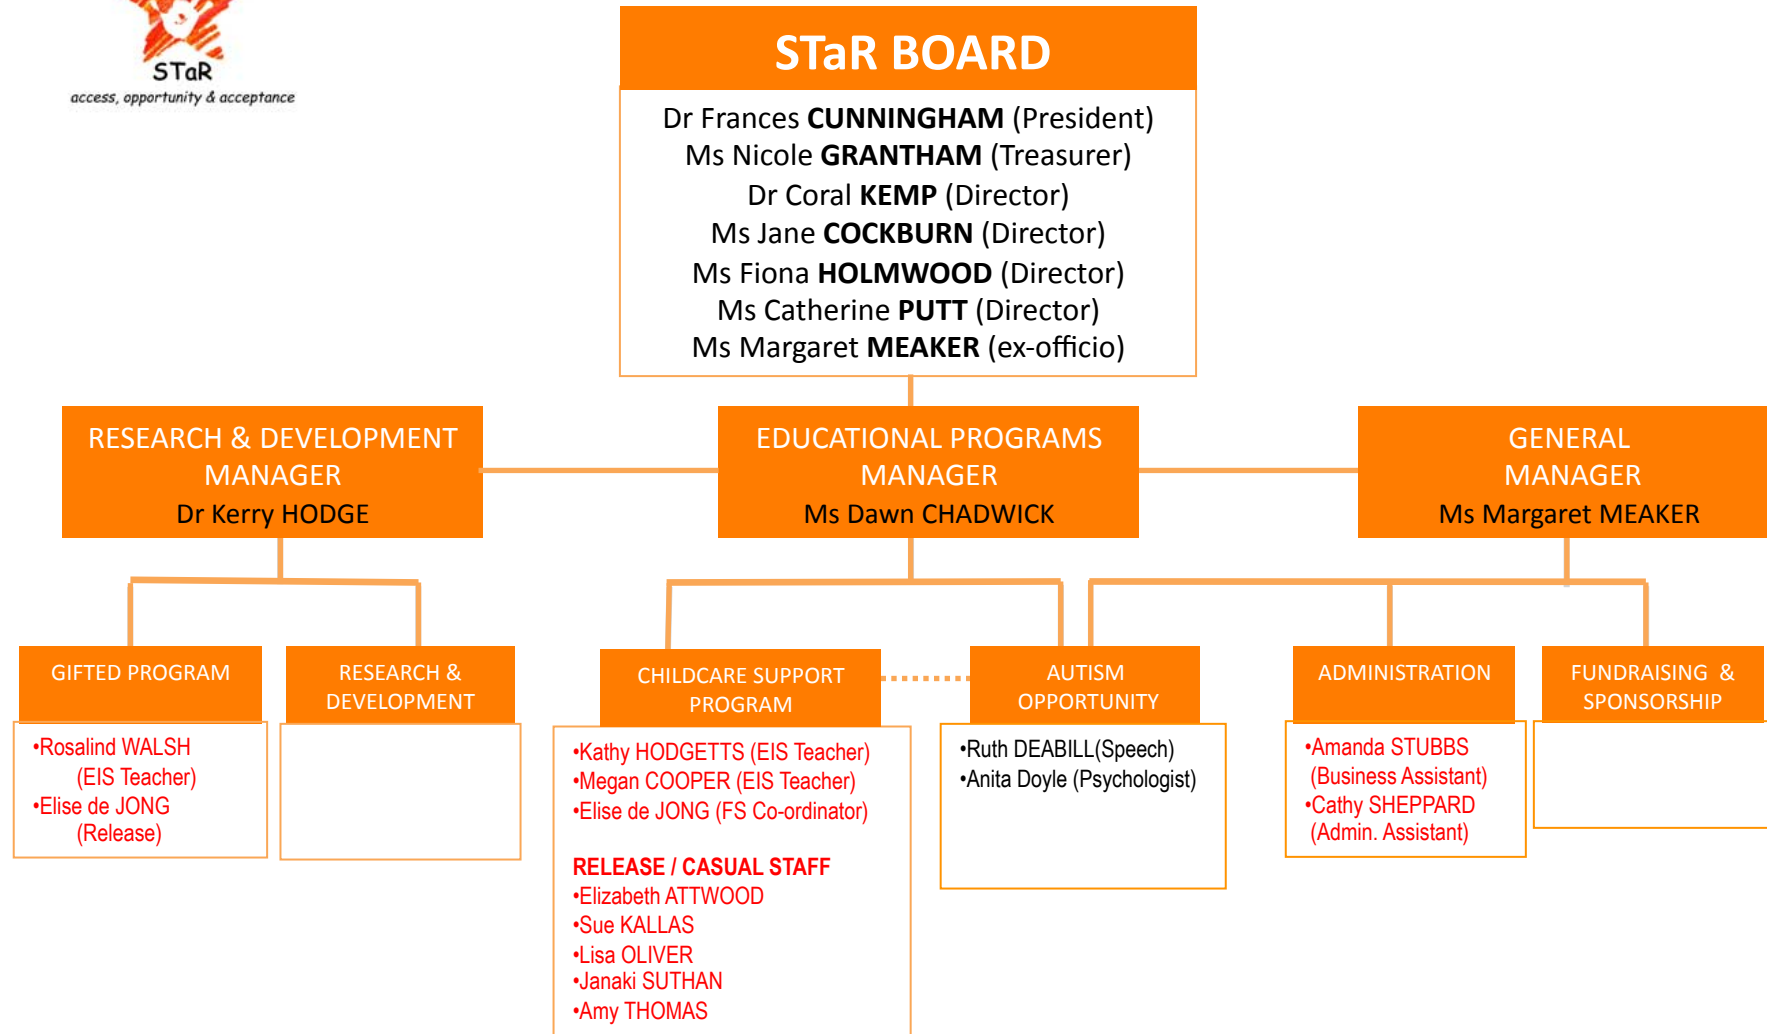 STaR
access, opportunity & acceptance
STaR BOARD
Dr Frances CUNNINGHAM (President)
Ms Nicole GRANTHAM (Treasurer)
Dr Coral KEMP (Director)
Ms Jane COCKBURN (Director)
Ms Fiona HOLMWOOD (Director)
Ms Catherine PUTT (Director)
Ms Margaret MEAKER (ex-officio)
RESEARCH & DEVELOPMENT
MANAGER
Dr Kerry HODGE
EDUCATIONAL PROGRAMS
MANAGER
Ms Dawn CHADWICK
GENERAL
MANAGER
Ms Margaret MEAKER
GIFTED PROGRAM
•Rosalind WALSH
(EIS Teacher)
•Elise de JONG
(Release)
RESEARCH &
DEVELOPMENT
CHILDCARE SUPPORT
PROGRAM
•Kathy HODGETTS (EIS Teacher)
•Megan COOPER (EIS Teacher)
•Elise de JONG (FS Co-ordinator)
RELEASE / CASUAL STAFF
•Elizabeth ATTWOOD
•Sue KALLAS
•Lisa OLIVER
•Janaki SUTHAN
•Amy THOMAS
AUTISM
OPPORTUNITY
•Ruth DEABILL(Speech)
•Anita Doyle (Psychologist)
ADMINISTRATION
•Amanda STUBBS
(Business Assistant)
•Cathy SHEPPARD
(Admin. Assistant)
FUNDRAISING &
SPONSORSHIP